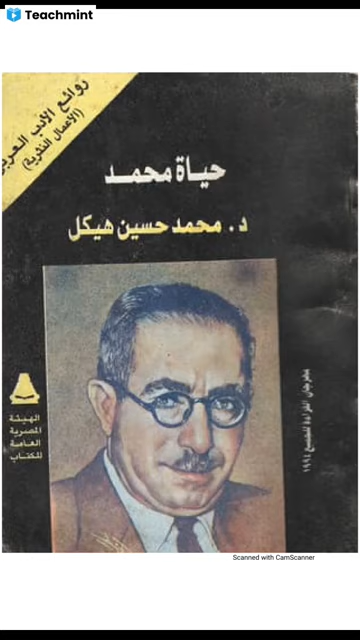 Teachmint
روائع الأدب العربي
(الأعمال النثرية)
حياة محمد
د. محمد حسين هيكل
مهرجان القراءة للجميع ١٩٩٤
الهيئة
المصرية
العامة
للكتاب
Scanned with CamScanner